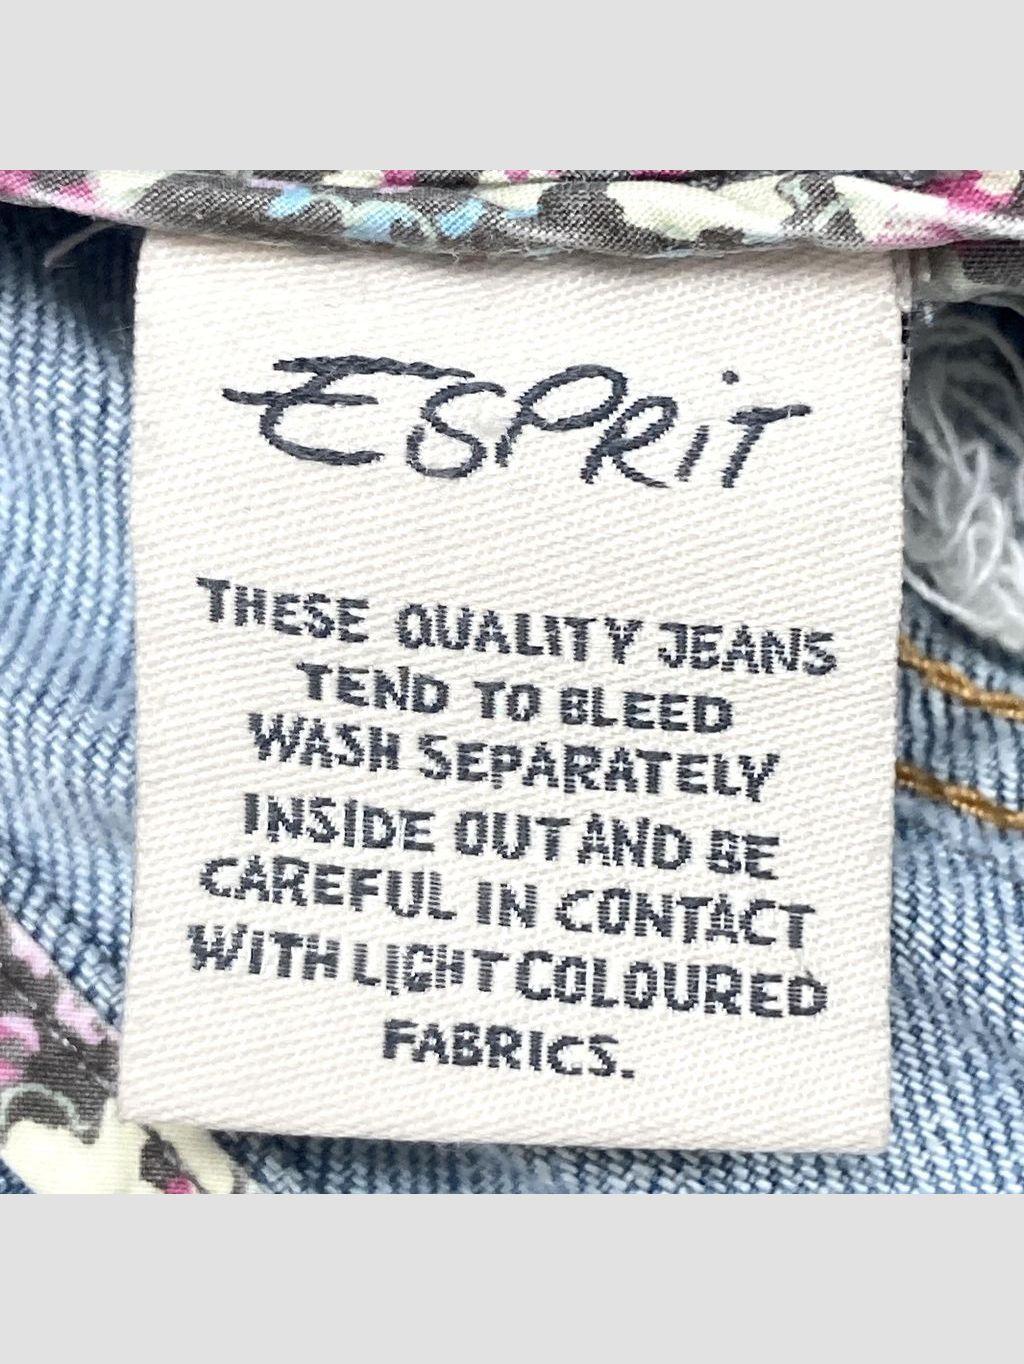 ESPRiT
THESE QUALITY JEANS
TEND TO BLEED
WASH SEPARATELY
INSIDE OUT AND BE
CAREFUL IN CONTACT
WITH LIGHT COLOURED
FABRICS.